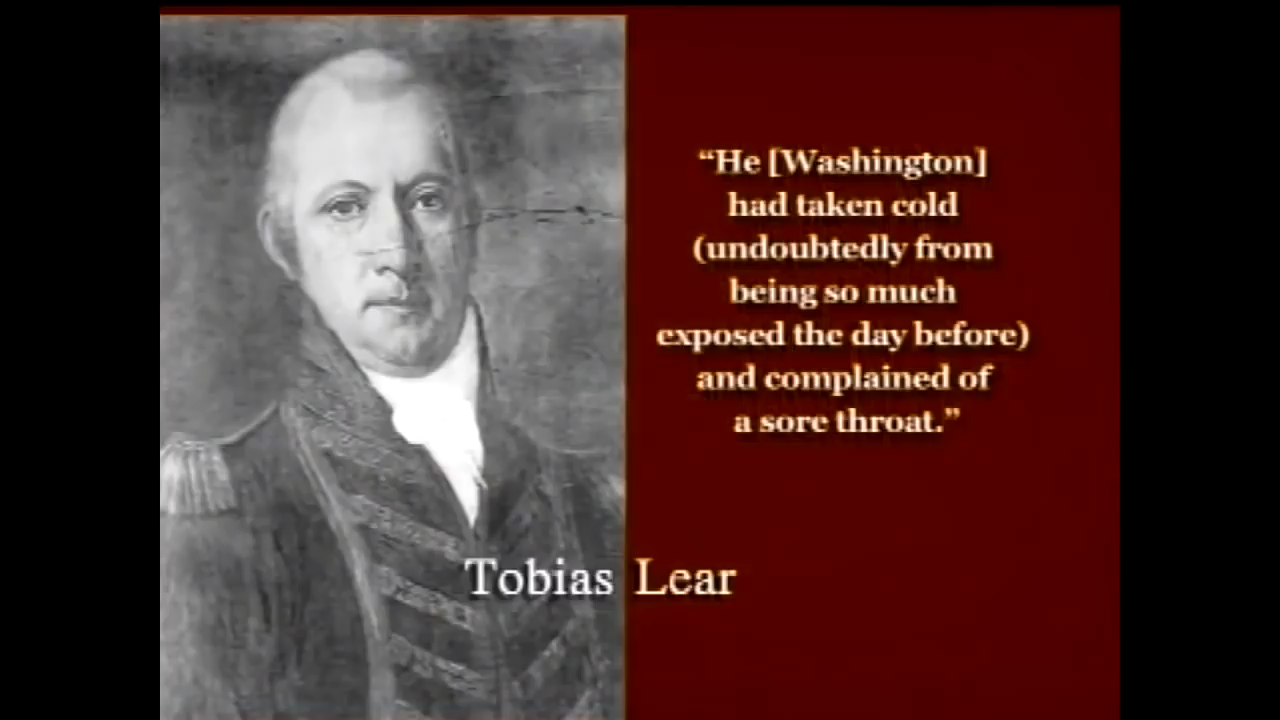 “He [Washington]
had taken cold
(undoubtedly from
being so much
exposed the day before)
and complained of
a sore throat.”
Tobias Lear